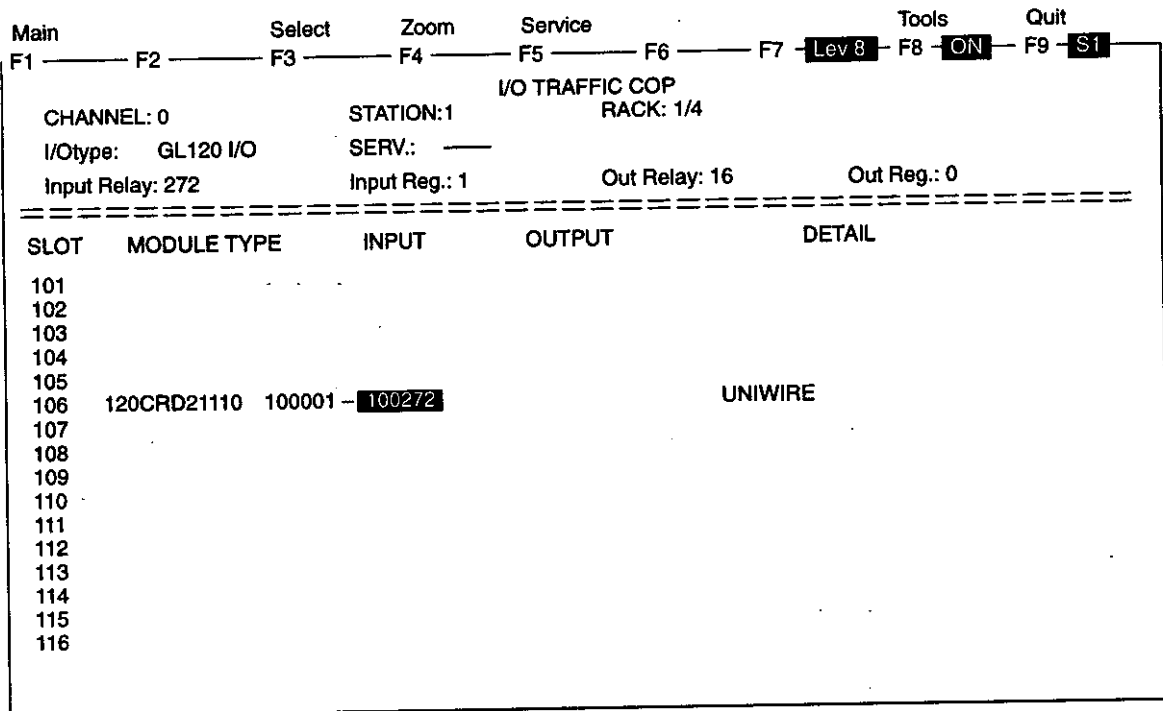 Main Select Zoom Service Tools Quit
F1 F2 F3 F4 F5 F6 F7 Lev 8 F8 ON F9 S1
I/O TRAFFIC COP
CHANNEL: 0 STATION:1 RACK: 1/4
I/Otype: GL120 I/O SERV.:
Input Relay: 272 Input Reg.: 1 Out Relay: 16 Out Reg.: 0
SLOT MODULE TYPE INPUT OUTPUT DETAIL
101
102
103
104
105
106 120CRD21110 100001 – 100272 UNIWIRE
107
108
109
110
111
112
113
114
115
116